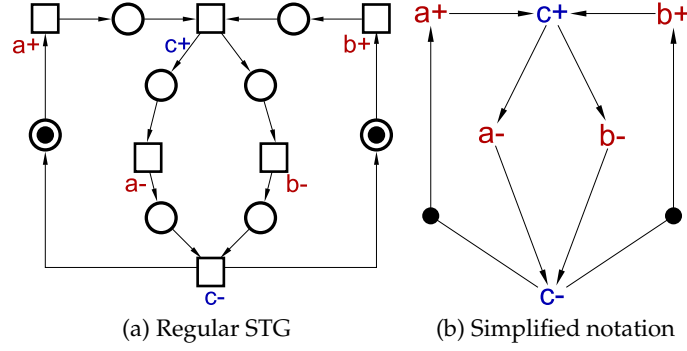 a+
c+
b+
a-
b-
c-
(a) Regular STG
a+
c+
b+
a-
b-
c-
(b) Simplified notation